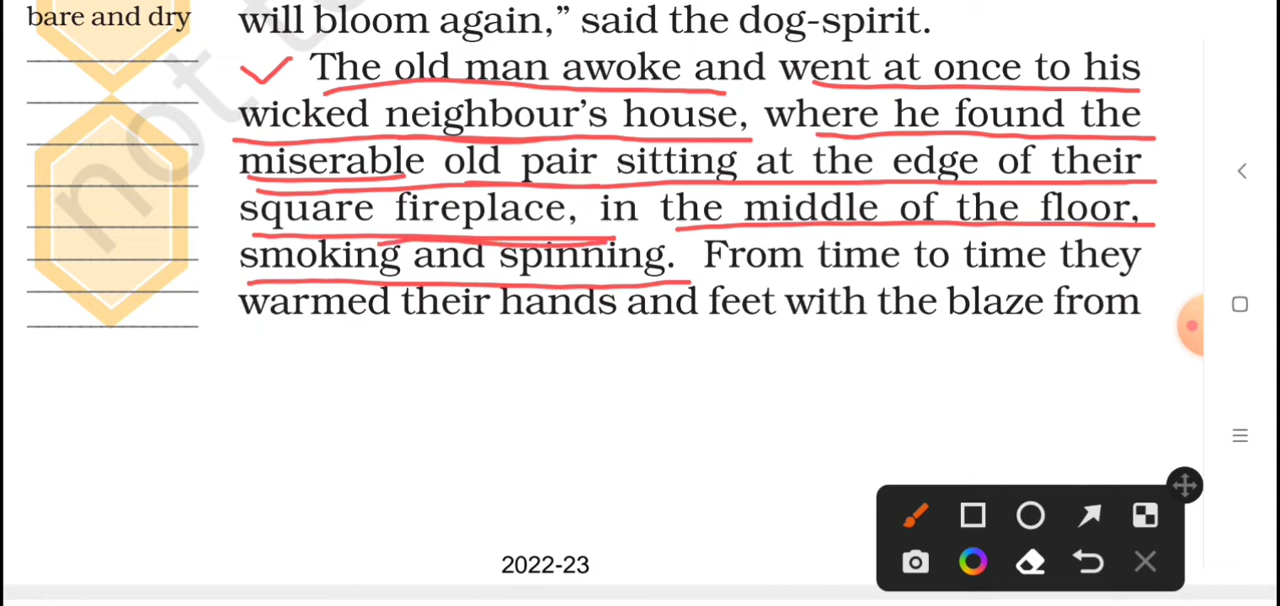 bare and dry
will bloom again,” said the dog-spirit.
The old man awoke and went at once to his
wicked neighbour’s house, where he found the
miserable old pair sitting at the edge of their
square fireplace, in the middle of the floor,
smoking and spinning. From time to time they
warmed their hands and feet with the blaze from
not t
2022-23